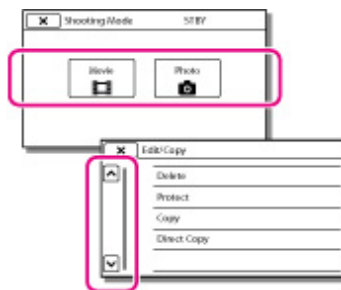 Shooting Mode STBY
Movie Photo
Edit/Copy
Delete
Protect
Copy
Direct Copy